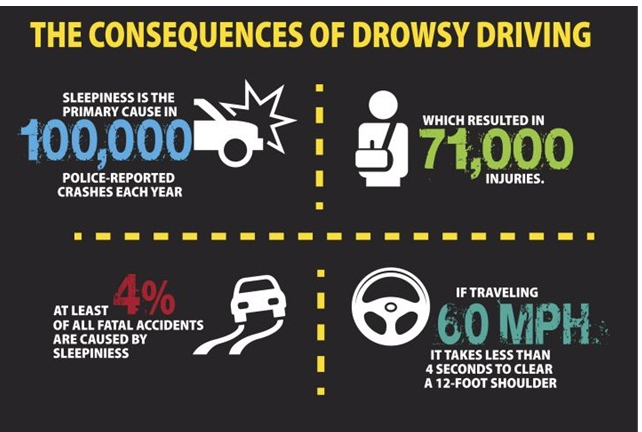 THE CONSEQUENCES OF DROWSY DRIVING
SLEEPINESS IS THE
PRIMARY CAUSE IN
100,000
POLICE-REPORTED
CRASHES EACH YEAR
WHICH RESULTED IN
71,000
INJURIES.
AT LEAST 4%
OF ALL FATAL ACCIDENTS
ARE CAUSED BY
SLEEPINIESS
IF TRAVELING
60 MPH
IT TAKES LESS THAN
4 SECONDS TO CLEAR
A 12-FOOT SHOULDER